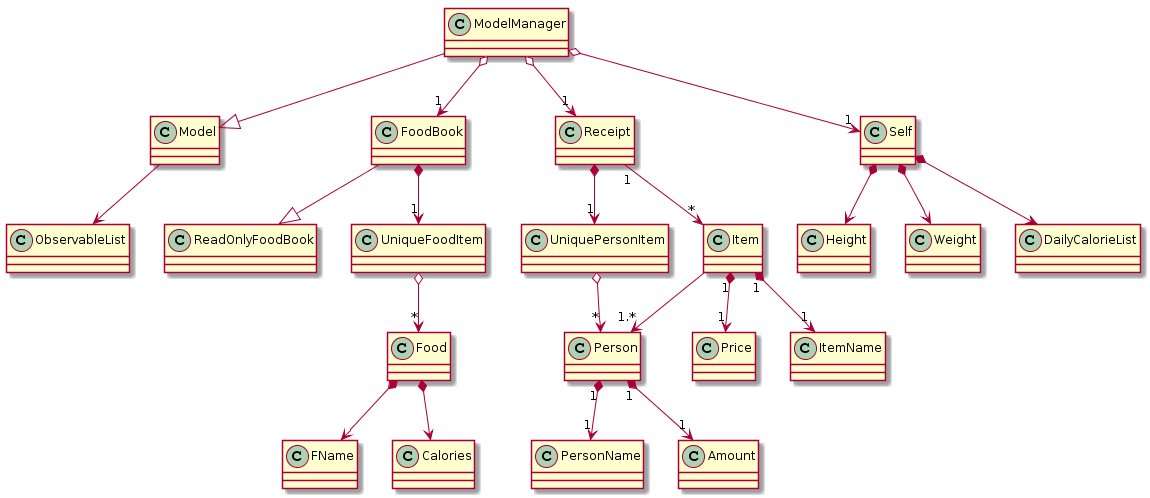 C ModelManager
1
1
1
C Model
C FoodBook
C Receipt
C Self
1
1
1
*
C ObservableList
C ReadOnlyFoodBook
C UniqueFoodItem
C UniquePersonItem
C Item
C Height
C Weight
C DailyCalorieList
1
1
*
*
1.*
1
1
C Food
C Person
C Price
C ItemName
1
1
1
1
C FName
C Calories
C PersonName
C Amount